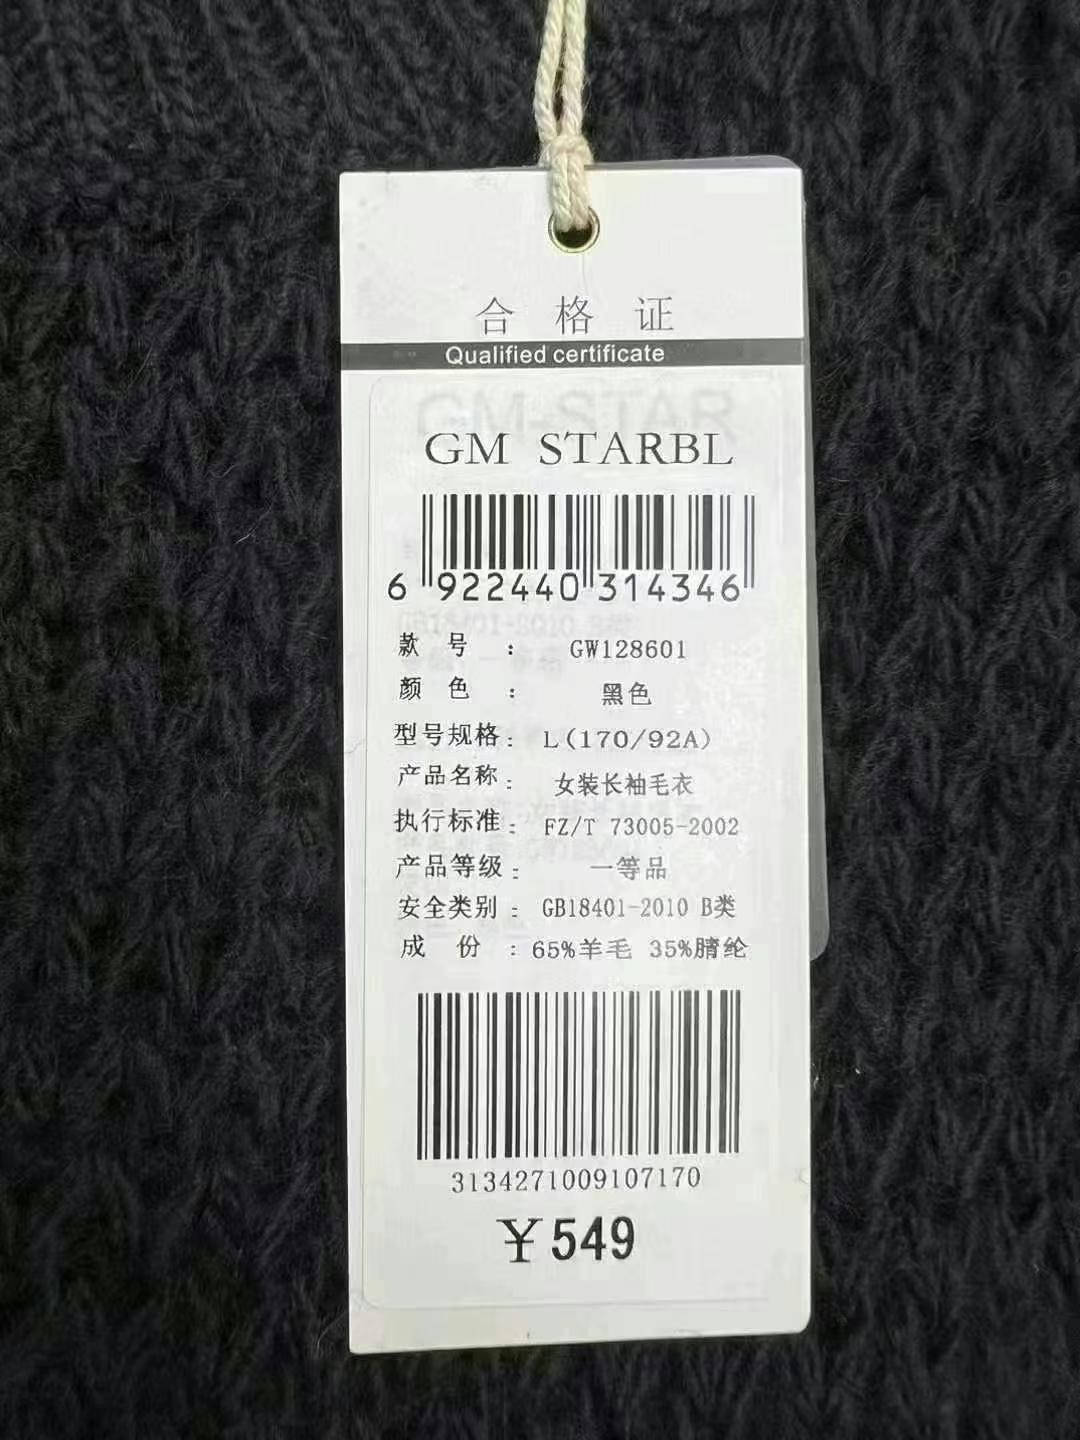 合格证
Qualified certificate
GM STARBL
6 922440 314346
款号： GW128601
颜色： 黑色
型号规格： L(170/92A)
产品名称： 女装长袖毛衣
执行标准： FZ/T 73005-2002
产品等级： 一等品
安全类别： GB18401-2010 B类
成份： 65%羊毛 35%腈纶
3134271009107170
￥549